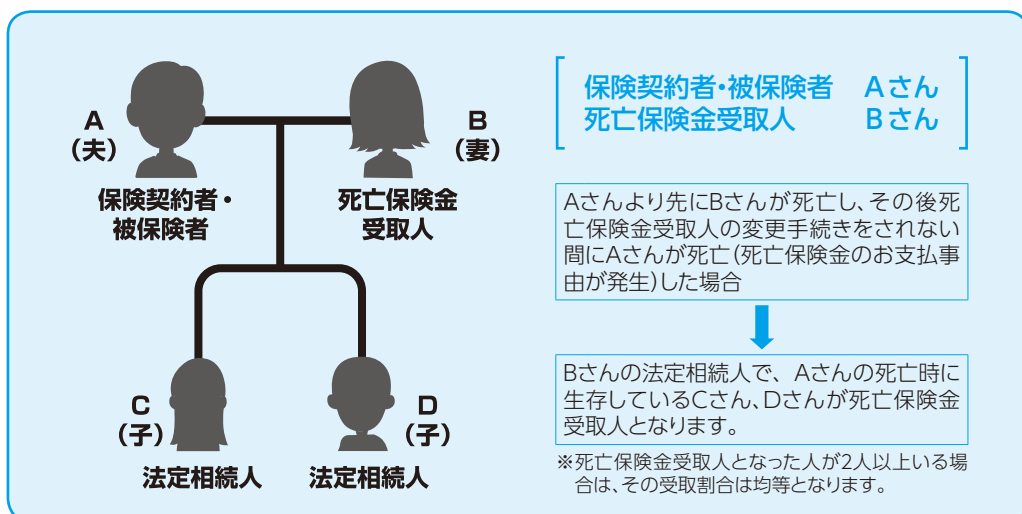 A
(夫)
保険契約者・
被保険者
B
(妻)
死亡保険金
受取人
C
(子)
法定相続人
D
(子)
法定相続人
保険契約者・被保険者 Aさん
死亡保険金受取人 Bさん
Aさんより先にBさんが死亡し、その後死
亡保険金受取人の変更手続きをされない
間にAさんが死亡(死亡保険金のお支払事
由が発生)した場合
Bさんの法定相続人で、Aさんの死亡時に
生存しているCさん、Dさんが死亡保険金
受取人となります。
※死亡保険金受取人となった人が2人以上いる場
合は、その受取割合は均等となります。